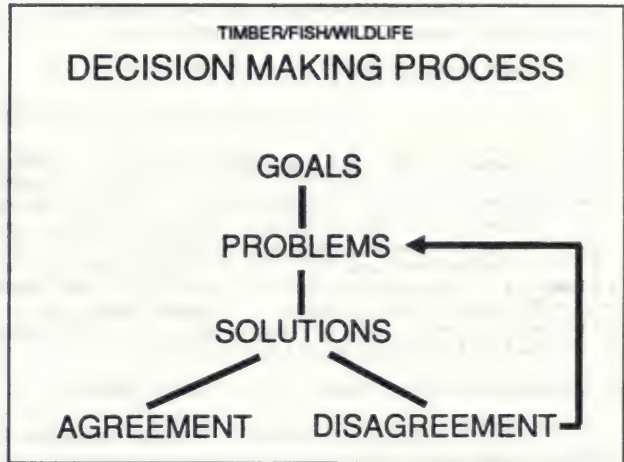 TIMBER/FISH/WILDLIFE
DECISION MAKING PROCESS
GOALS
PROBLEMS
SOLUTIONS
AGREEMENT DISAGREEMENT